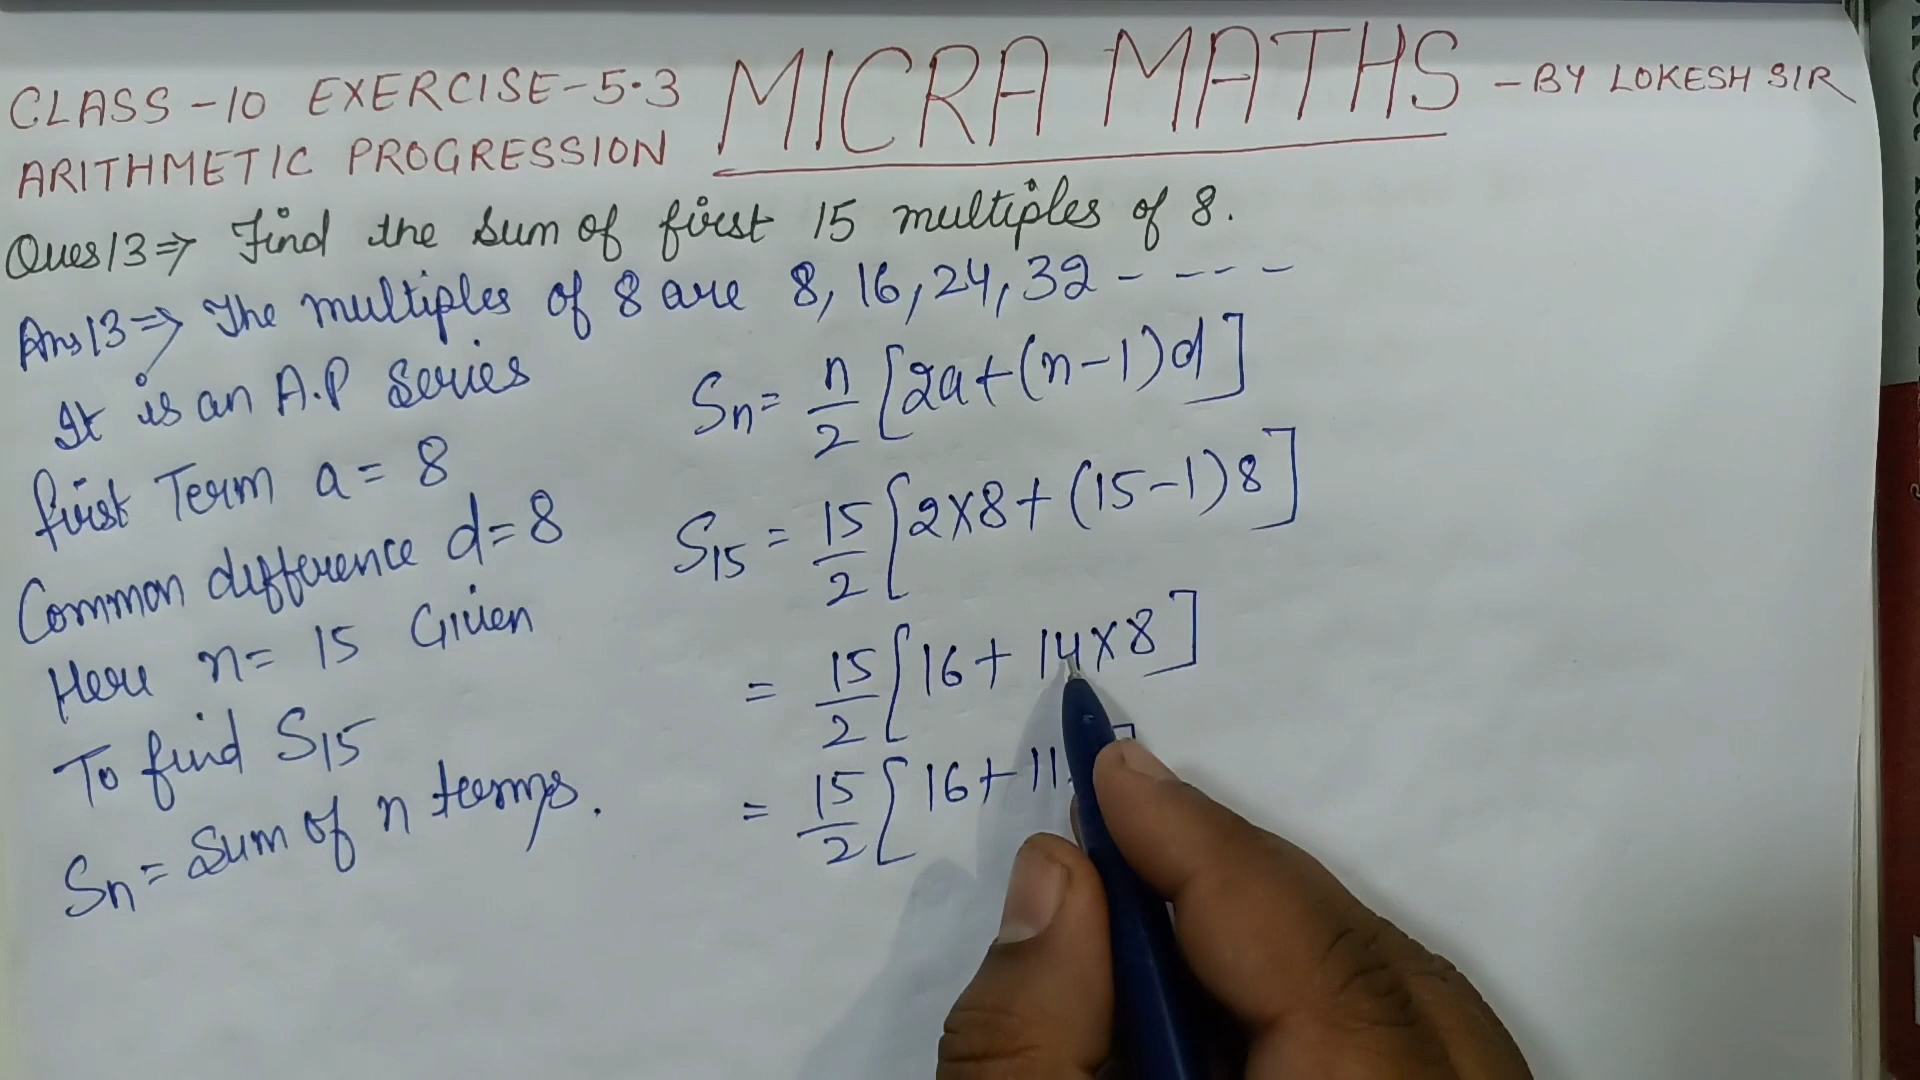 CLASS-10 EXERCISE-5.3 MICRA MATHS - BY LOKESH SIR
ARITHMETIC PROGRESSION
Ques13⇒ Find the sum of first 15 multiples of 8.
Ans13⇒ The multiples of 8 are 8, 16, 24, 32 - - - -
It is an A.P Series
first Term a = 8
Common difference d=8
Here n= 15 Given
To find S15
Sn= Sum of n terms.
Sn= n/2 [2a+(n-1)d]
S15 = 15/2 [2×8+(15-1)8]
= 15/2 [16+ 14×8]
= 15/2 [16+11 ]